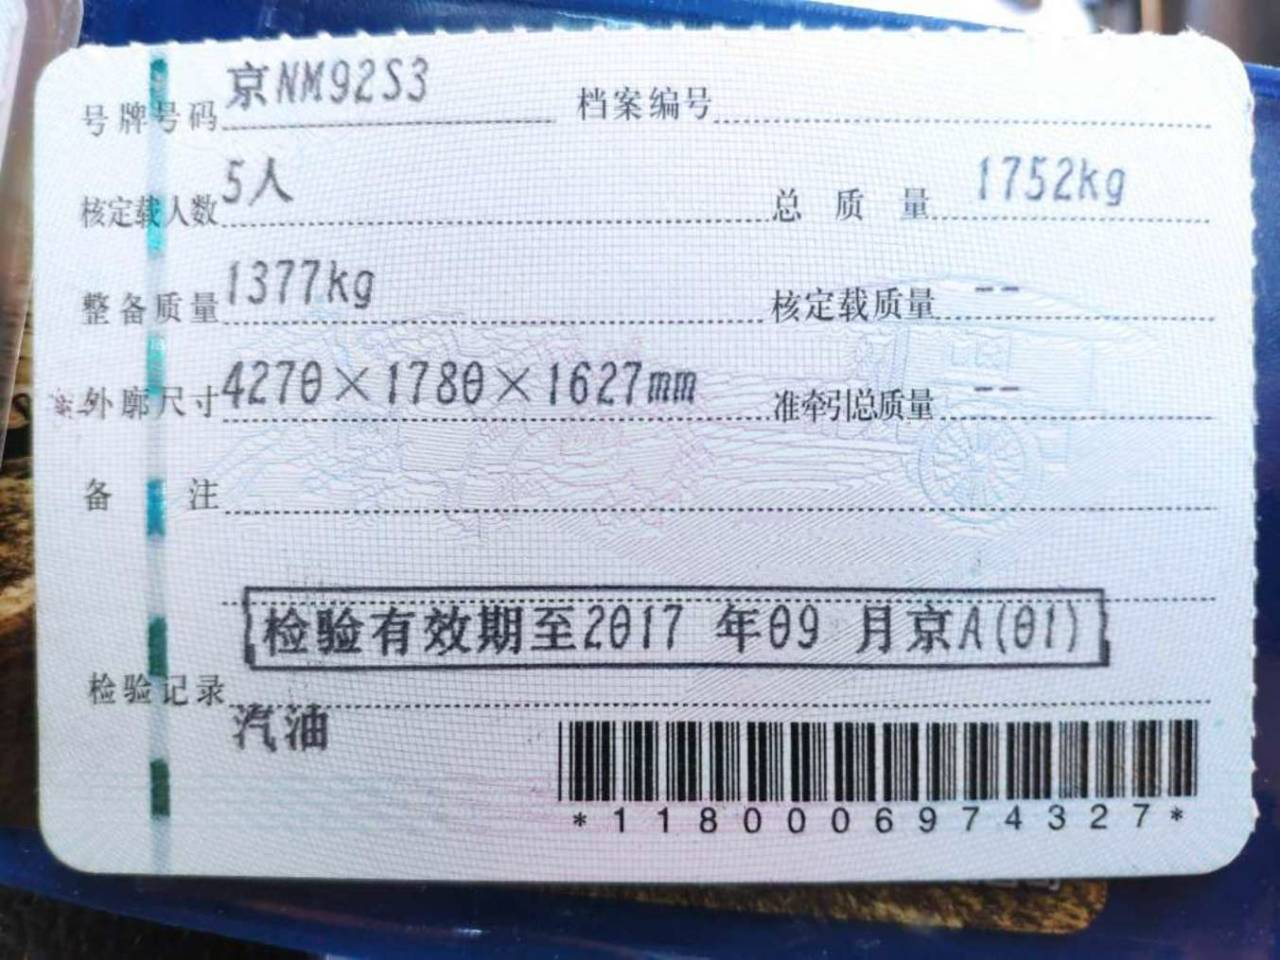 号牌号码 京NM92S3 档案编号
核定载人数 5人 总质量 1752kg
整备质量 1377kg 核定载质量 --
外廓尺寸 4270×1780×1627mm 准牵引总质量 --
备注
检验有效期至2017 年09 月京A(01)
检验记录
汽油
*1180006974327*